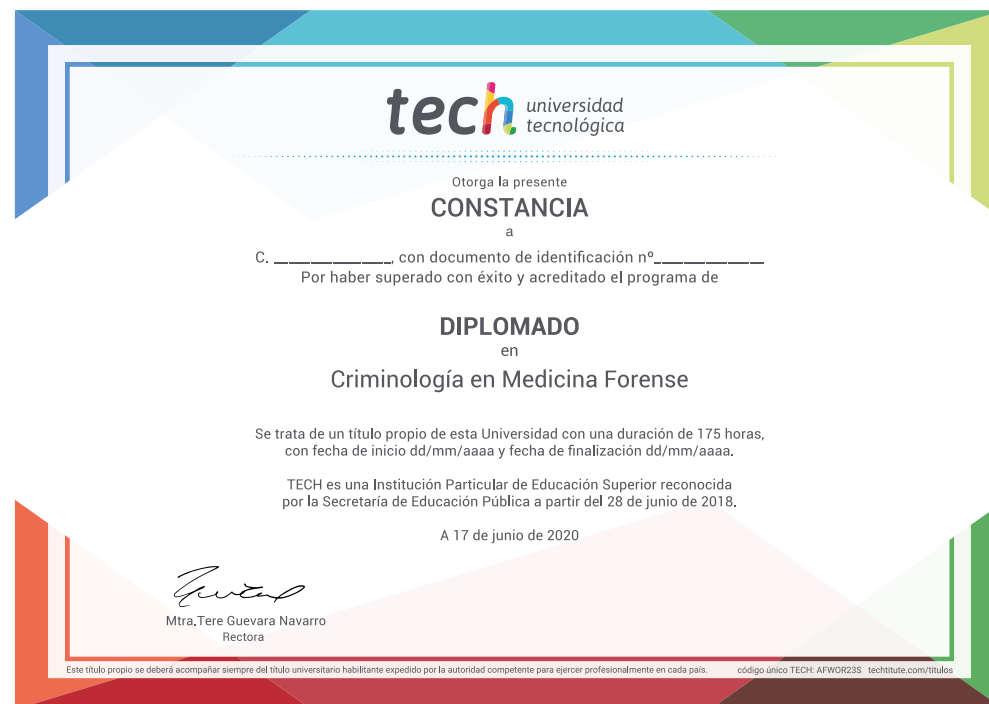 tech universidad
tecnológica
Otorga la presente
CONSTANCIA
a
C. ________________, con documento de identificación nº_______________
Por haber superado con éxito y acreditado el programa de
DIPLOMADO
en
Criminología en Medicina Forense
Se trata de un título propio de esta Universidad con una duración de 175 horas,
con fecha de inicio dd/mm/aaaa y fecha de finalización dd/mm/aaaa.
TECH es una Institución Particular de Educación Superior reconocida
por la Secretaría de Educación Pública a partir del 28 de junio de 2018.
A 17 de junio de 2020
Mtra.Tere Guevara Navarro
Rectora
Este título propio se deberá acompañar siempre del título universitario habilitante expedido por la autoridad competente para ejercer profesionalmente en cada país. código único TECH: AFWOR23S techtitute.com/titulos